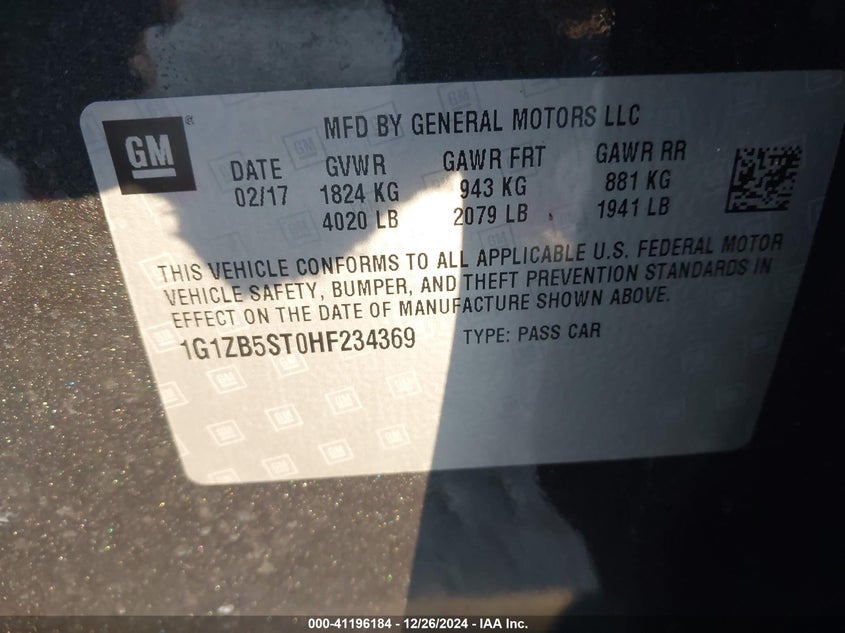 GM
MFD BY GENERAL MOTORS LLC
DATE GVWR GAWR FRT GAWR RR
02/17 1824 KG 943 KG 881 KG
4020 LB 2079 LB 1941 LB
THIS VEHICLE CONFORMS TO ALL APPLICABLE U.S. FEDERAL MOTOR
VEHICLE SAFETY, BUMPER, AND THEFT PREVENTION STANDARDS IN
EFFECT ON THE DATE OF MANUFACTURE SHOWN ABOVE.
1G1ZB5ST0HF234369 TYPE: PASS CAR
000-41196184 - 12/26/2024 - IAA Inc.